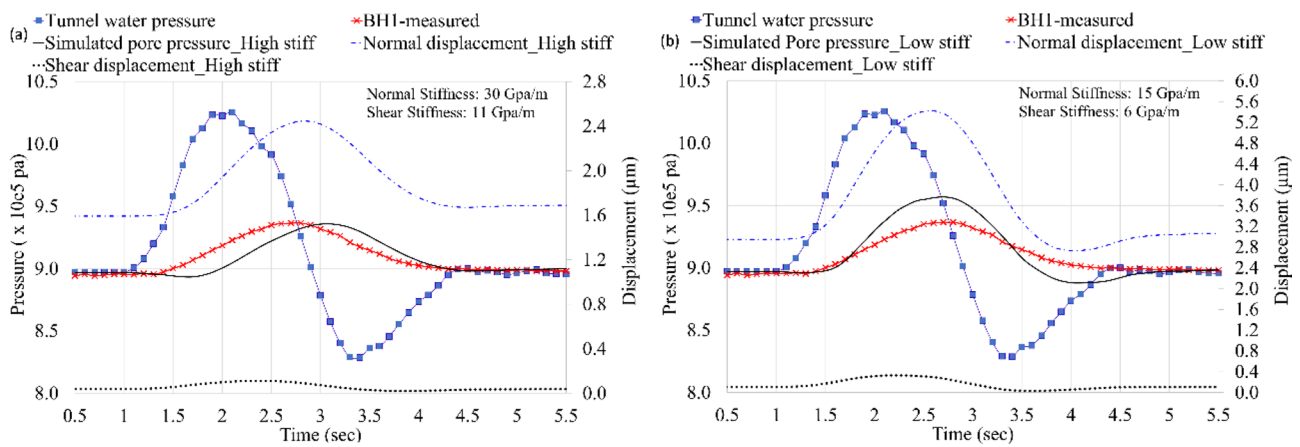 (a)
Tunnel water pressure
BH1-measured
Simulated pore pressure_High stiff
Normal displacement_High stiff
Shear displacement_High stiff
10.5
10.0
9.5
9.0
8.5
8.0
Pressure ( x 10e5 pa)
Normal Stiffness: 30 Gpa/m
Shear Stiffness: 11 Gpa/m
2.8
2.4
2.0
1.6
1.2
0.8
0.4
0.0
Displacement (μm)
0.5 1 1.5 2 2.5 3 3.5 4 4.5 5 5.5
Time (sec)
(b)
Tunnel water pressure
BH1-measured
Simulated Pore pressure_Low stiff
Normal displacement_Low stiff
Shear displacement_Low stiff
10.5
10.0
9.5
9.0
8.5
8.0
Pressure ( x 10e5 pa)
Normal Stiffness: 15 Gpa/m
Shear Stiffness: 6 Gpa/m
6.0
5.6
5.2
4.8
4.4
4.0
3.6
3.2
2.8
2.4
2.0
1.6
1.2
0.8
0.4
0.0
Displacement (μm)
0.5 1 1.5 2 2.5 3 3.5 4 4.5 5 5.5
Time (sec)